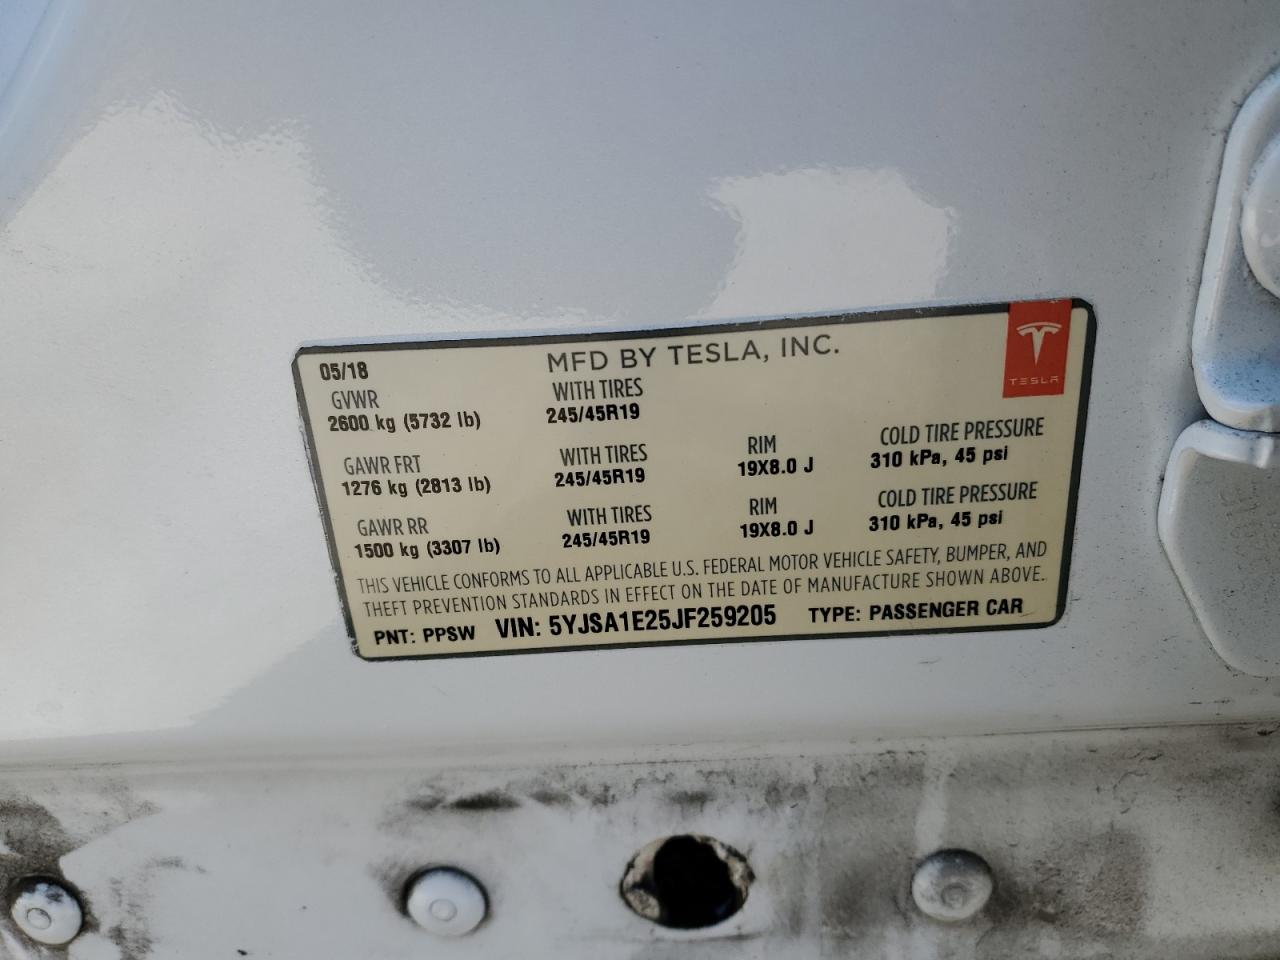 05/18 MFD BY TESLA, INC.
TESLA
GVWR WITH TIRES
2600 kg (5732 lb) 245/45R19
GAWR FRT WITH TIRES RIM COLD TIRE PRESSURE
1276 kg (2813 lb) 245/45R19 19X8.0 J 310 kPa, 45 psi
GAWR RR WITH TIRES RIM COLD TIRE PRESSURE
1500 kg (3307 lb) 245/45R19 19X8.0 J 310 kPa, 45 psi
THIS VEHICLE CONFORMS TO ALL APPLICABLE U.S. FEDERAL MOTOR VEHICLE SAFETY, BUMPER, AND
THEFT PREVENTION STANDARDS IN EFFECT ON THE DATE OF MANUFACTURE SHOWN ABOVE.
PNT: PPSW VIN: 5YJSA1E25JF259205 TYPE: PASSENGER CAR